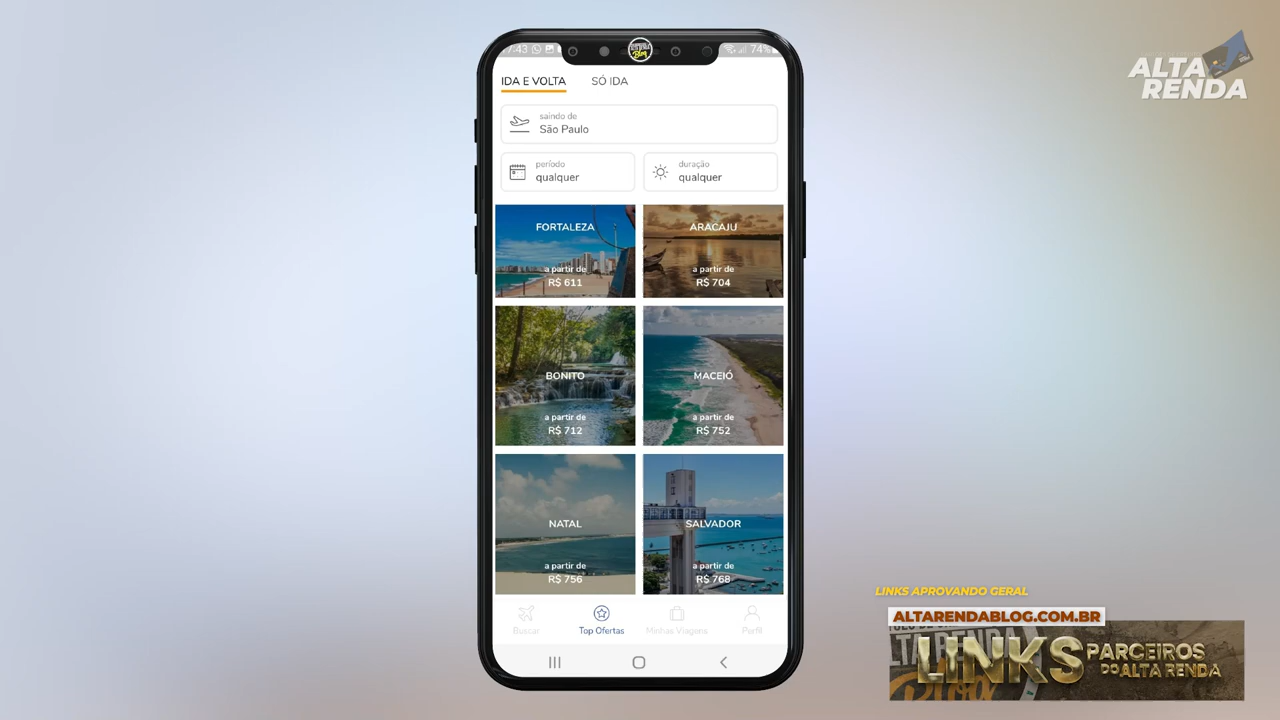 7:43
74%
ALTA
RENDA
IDA E VOLTA
SÓ IDA
saindo de
São Paulo
período
qualquer
duração
qualquer
FORTALEZA
a partir de
R$ 611
ARACAJU
a partir de
R$ 704
BONITO
a partir de
R$ 712
MACEIÓ
a partir de
R$ 752
NATAL
a partir de
R$ 756
SALVADOR
a partir de
R$ 768
Buscar
Top Ofertas
Minhas Viagens
Perfil
LINKS APROVANDO GERAL
ALTARENDABLOG.COM.BR
LINKS
PARCEIROS
DO ALTA RENDA
Blog